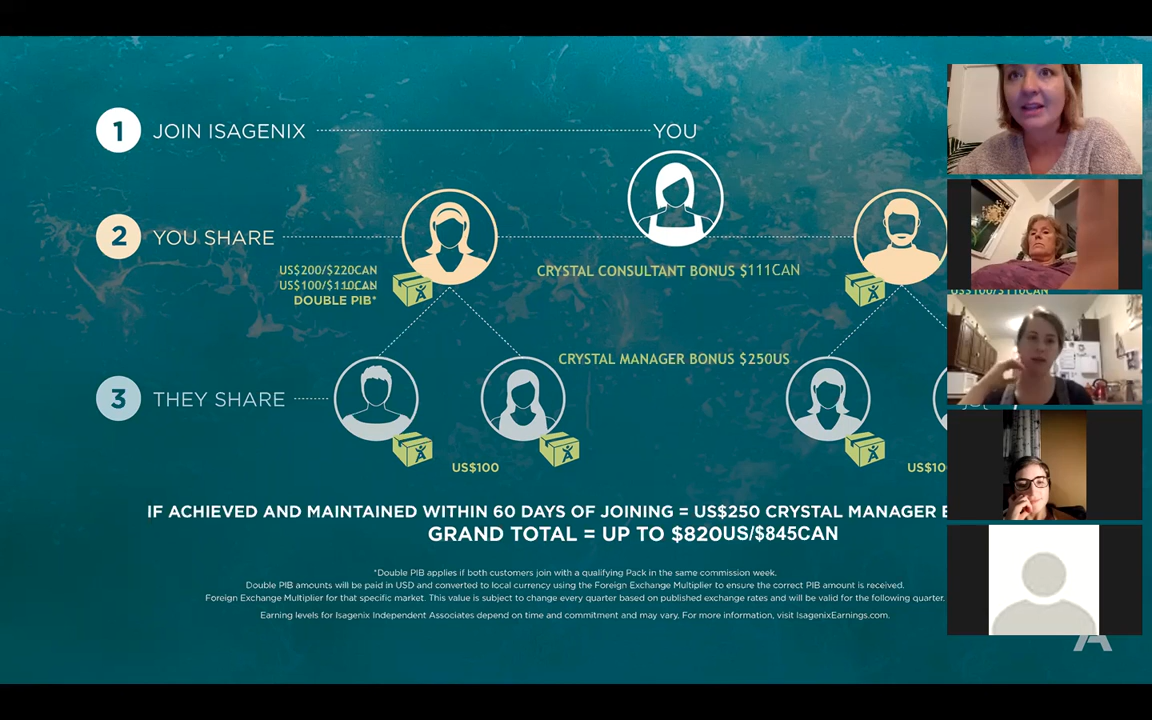 1 JOIN ISAGENIX YOU
2 YOU SHARE
US$200/$220CAN
US$100/$110CAN
DOUBLE PIB*
CRYSTAL CONSULTANT BONUS $111CAN
US$100/$110CAN
CRYSTAL MANAGER BONUS $250US
3 THEY SHARE
US$100
US$10
IF ACHIEVED AND MAINTAINED WITHIN 60 DAYS OF JOINING = US$250 CRYSTAL MANAGER
GRAND TOTAL = UP TO $820US/$845CAN
*Double PIB applies if both customers join with a qualifying Pack in the same commission week.
Double PIB amounts will be paid in USD and converted to local currency using the Foreign Exchange Multiplier to ensure the correct PIB amount is received.
Foreign Exchange Multiplier for that specific market. This value is subject to change every quarter based on published exchange rates and will be valid for the following quarter.
Earning levels for Isagenix Independent Associates depend on time and commitment and may vary. For more information, visit IsagenixEarnings.com.